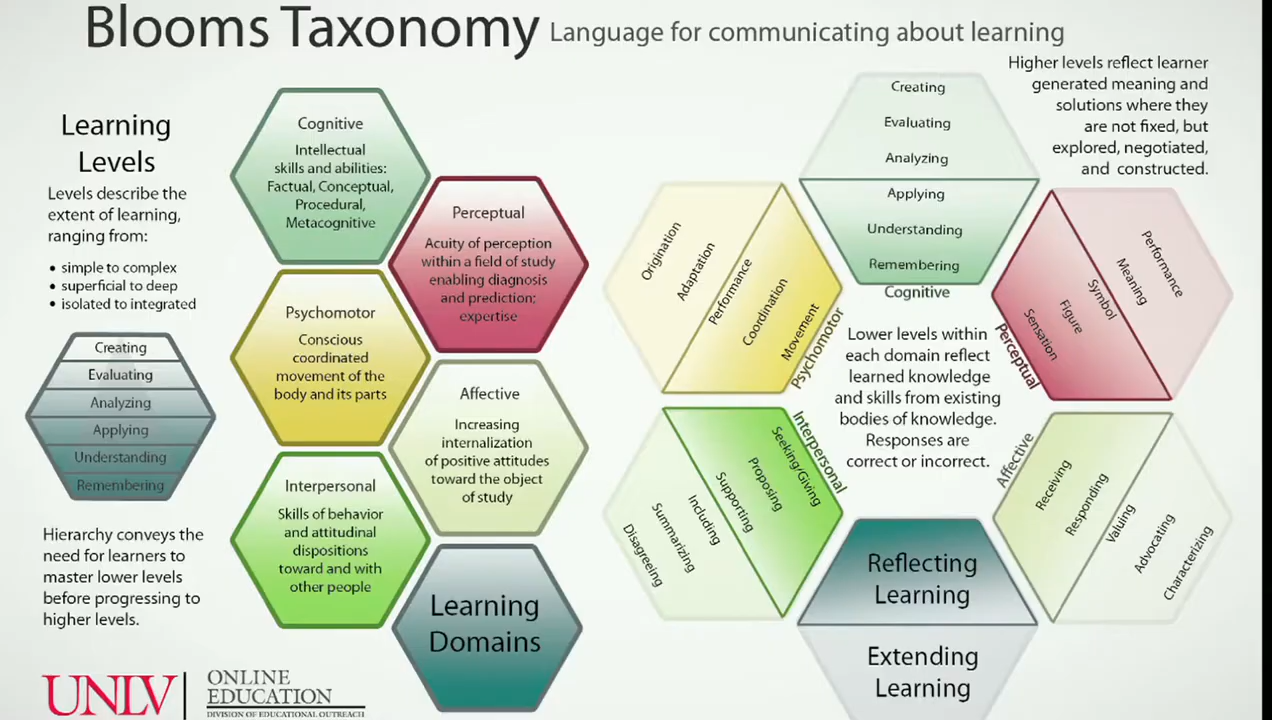 Blooms Taxonomy Language for communicating about learning
Learning
Levels
Levels describe the
extent of learning,
ranging from:
• simple to complex
• superficial to deep
• isolated to integrated
Creating
Evaluating
Analyzing
Applying
Understanding
Remembering
Hierarchy conveys the
need for learners to
master lower levels
before progressing to
higher levels.
UNLV
ONLINE
EDUCATION
DIVISION OF EDUCATIONAL OUTREACH
Cognitive
Intellectual
skills and abilities:
Factual, Conceptual,
Procedural,
Metacognitive
Perceptual
Acuity of perception
within a field of study
enabling diagnosis
and prediction;
expertise
Psychomotor
Conscious
coordinated
movement of the
body and its parts
Affective
Increasing
internalization
of positive attitudes
toward the object
of study
Interpersonal
Skills of behavior
and attitudinal
dispositions
toward and with
other people
Learning
Domains
Higher levels reflect learner
generated meaning and
solutions where they
are not fixed, but
explored, negotiated,
and constructed.
Creating
Evaluating
Analyzing
Applying
Understanding
Remembering
Cognitive
Origination
Adaptation
Performance
Coordination
Movement
Psychomotor
Performance
Meaning
Symbol
Figure
Sensation
Perceptual
Lower levels within
each domain reflect
learned knowledge
and skills from existing
bodies of knowledge.
Responses are
correct or incorrect.
Interpersonal
Seeking/Giving
Proposing
Supporting
Including
Summarizing
Disagreeing
Affective
Receiving
Responding
Valuing
Advocating
Characterizing
Reflecting
Learning
Extending
Learning